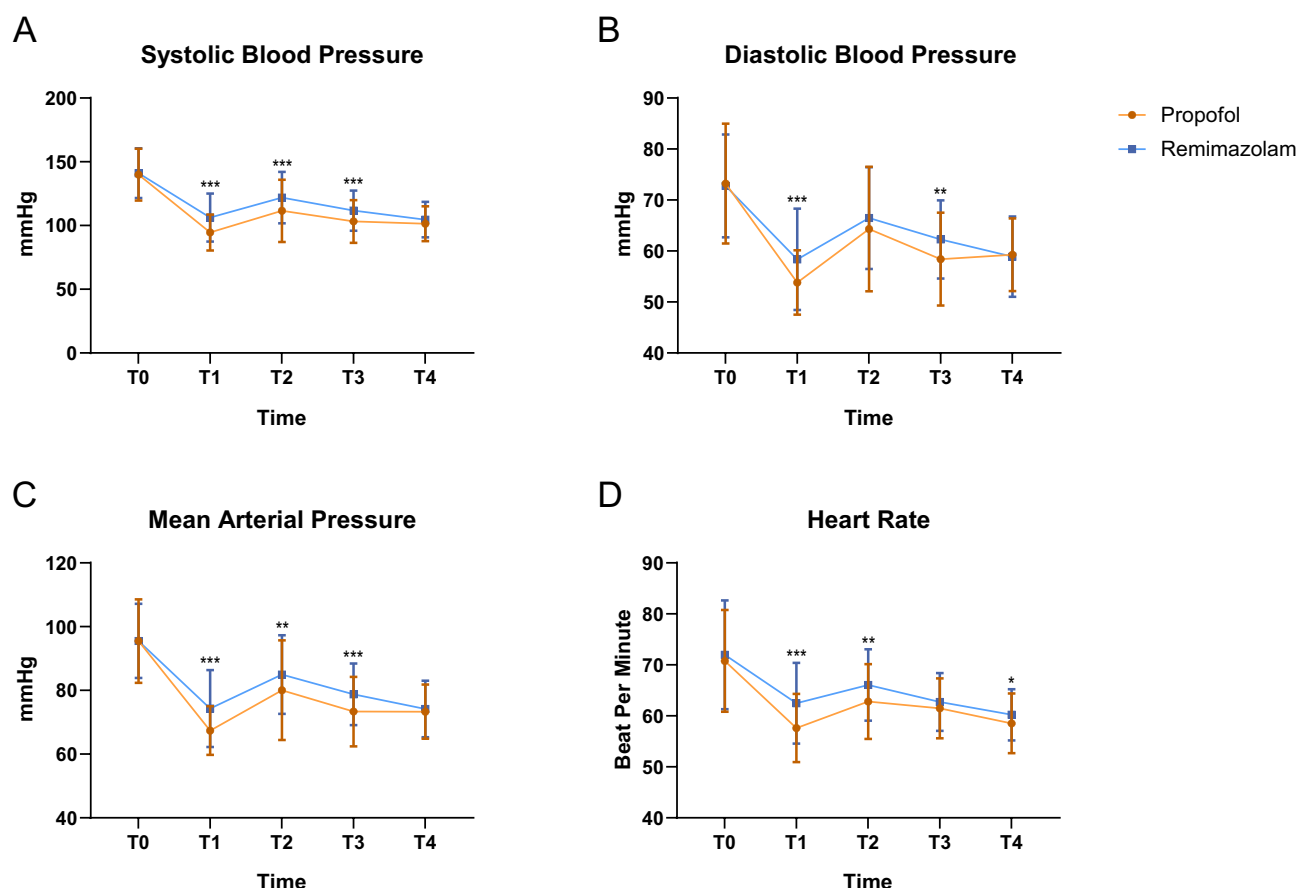 A
Systolic Blood Pressure
200
150
100
50
0
mmHg
***
***
***
T0 T1 T2 T3 T4
Time
B
Diastolic Blood Pressure
90
80
70
60
50
40
mmHg
***
**
T0 T1 T2 T3 T4
Time
Propofol
Remimazolam
C
Mean Arterial Pressure
120
100
80
60
40
mmHg
***
**
***
T0 T1 T2 T3 T4
Time
D
Heart Rate
90
80
70
60
50
40
Beat Per Minute
***
**
*
T0 T1 T2 T3 T4
Time